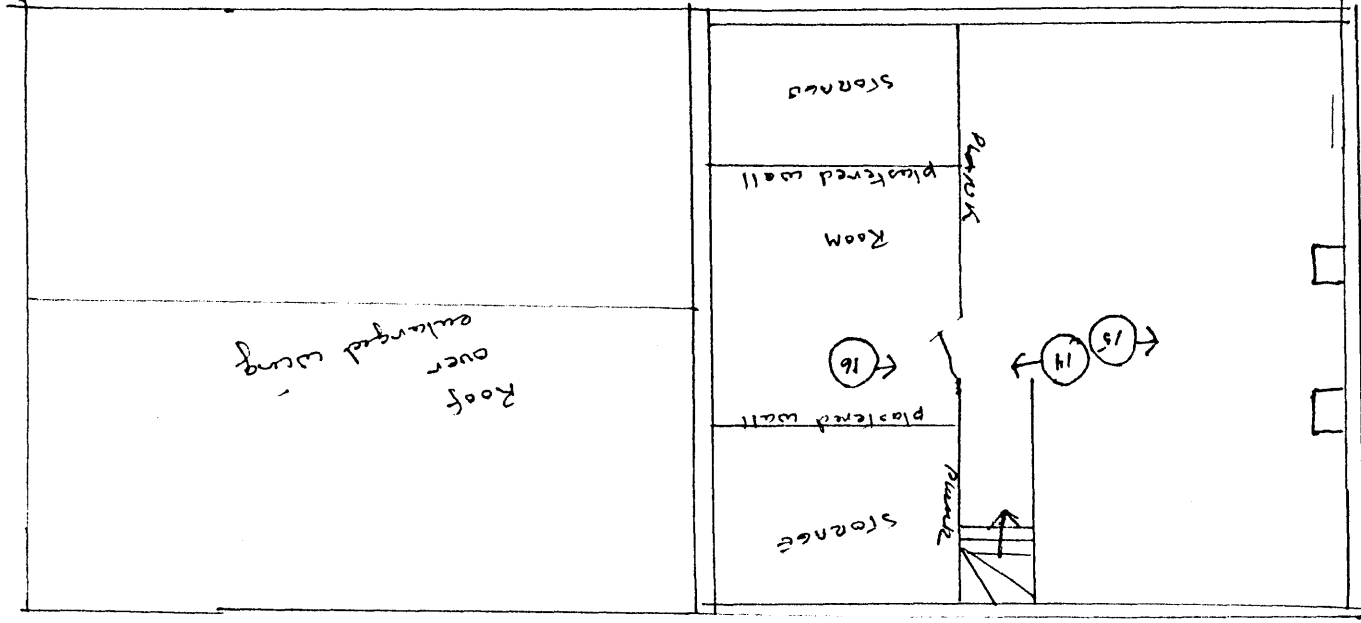 STORAGE
Plank
plastered wall
Roof
over
enlarged wing
14
15
16
Room
plastered wall
Plank
STORAGE